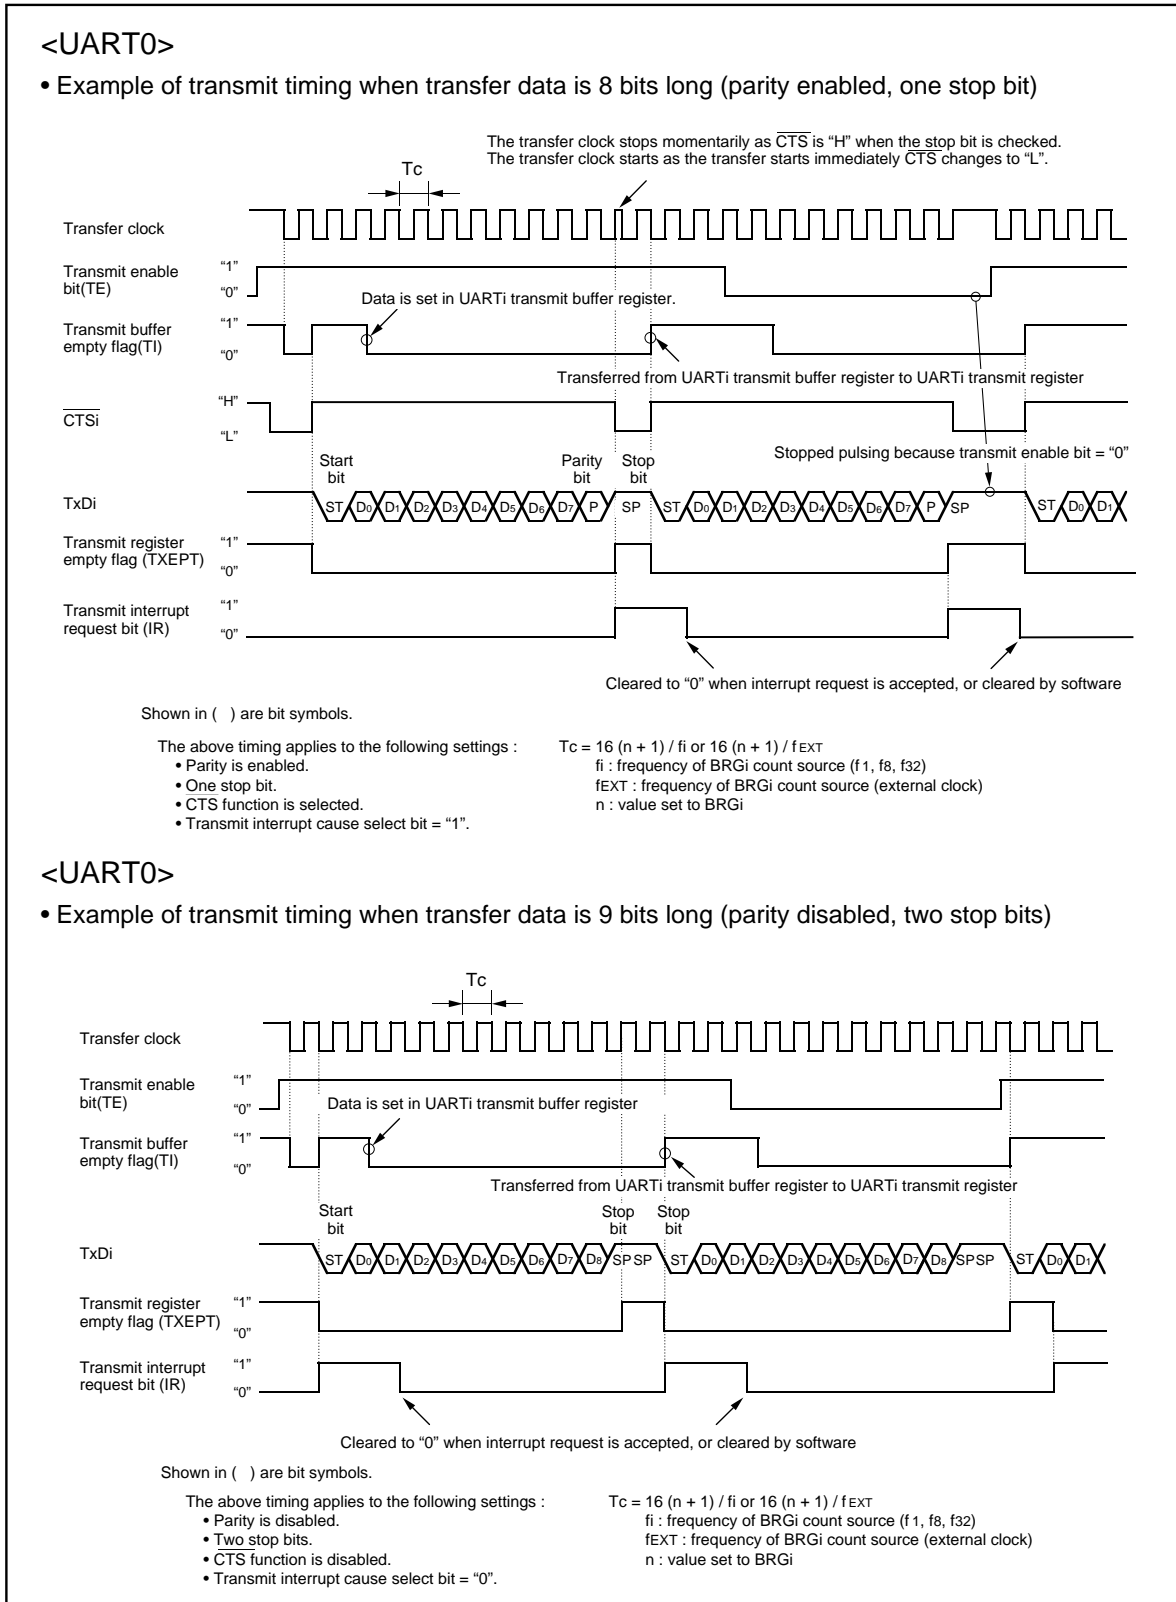 <UART0>
• Example of transmit timing when transfer data is 8 bits long (parity enabled, one stop bit)
The transfer clock stops momentarily as CTS is “H” when the stop bit is checked.
The transfer clock starts as the transfer starts immediately CTS changes to “L”.
Tc
Transfer clock
Transmit enable
bit(TE)
“1”
“0”
Data is set in UARTi transmit buffer register.
Transmit buffer
empty flag(TI)
“1”
“0”
Transferred from UARTi transmit buffer register to UARTi transmit register
CTSi
“H”
“L”
Stopped pulsing because transmit enable bit = “0”
Start
bit
Parity
bit
Stop
bit
TxDi
ST D0 D1 D2 D3 D4 D5 D6 D7 P SP ST D0 D1 D2 D3 D4 D5 D6 D7 P SP ST D0 D1
Transmit register
empty flag (TXEPT)
“1”
“0”
Transmit interrupt
request bit (IR)
“1”
“0”
Cleared to “0” when interrupt request is accepted, or cleared by software
Shown in ( ) are bit symbols.
The above timing applies to the following settings :
• Parity is enabled.
• One stop bit.
• CTS function is selected.
• Transmit interrupt cause select bit = “1”.
Tc = 16 (n + 1) / fi or 16 (n + 1) / fEXT
fi : frequency of BRGi count source (f1, f8, f32)
fEXT : frequency of BRGi count source (external clock)
n : value set to BRGi
<UART0>
• Example of transmit timing when transfer data is 9 bits long (parity disabled, two stop bits)
Tc
Transfer clock
Transmit enable
bit(TE)
“1”
“0”
Data is set in UARTi transmit buffer register
Transmit buffer
empty flag(TI)
“1”
“0”
Transferred from UARTi transmit buffer register to UARTi transmit register
Start
bit
Stop
bit
Stop
bit
TxDi
ST D0 D1 D2 D3 D4 D5 D6 D7 D8 SP SP ST D0 D1 D2 D3 D4 D5 D6 D7 D8 SP SP ST D0 D1
Transmit register
empty flag (TXEPT)
“1”
“0”
Transmit interrupt
request bit (IR)
“1”
“0”
Cleared to “0” when interrupt request is accepted, or cleared by software
Shown in ( ) are bit symbols.
The above timing applies to the following settings :
• Parity is disabled.
• Two stop bits.
• CTS function is disabled.
• Transmit interrupt cause select bit = “0”.
Tc = 16 (n + 1) / fi or 16 (n + 1) / fEXT
fi : frequency of BRGi count source (f1, f8, f32)
fEXT : frequency of BRGi count source (external clock)
n : value set to BRGi